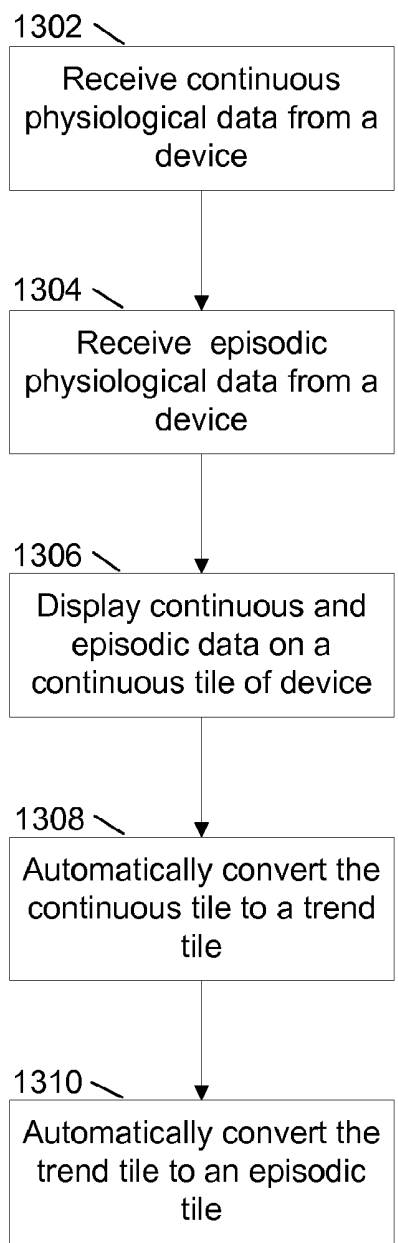 1302
Receive continuous
physiological data from a
device
1304
Receive episodic
physiological data from a
device
1306
Display continuous and
episodic data on a
continuous tile of device
1308
Automatically convert the
continuous tile to a trend
tile
1310
Automatically convert the
trend tile to an episodic
tile